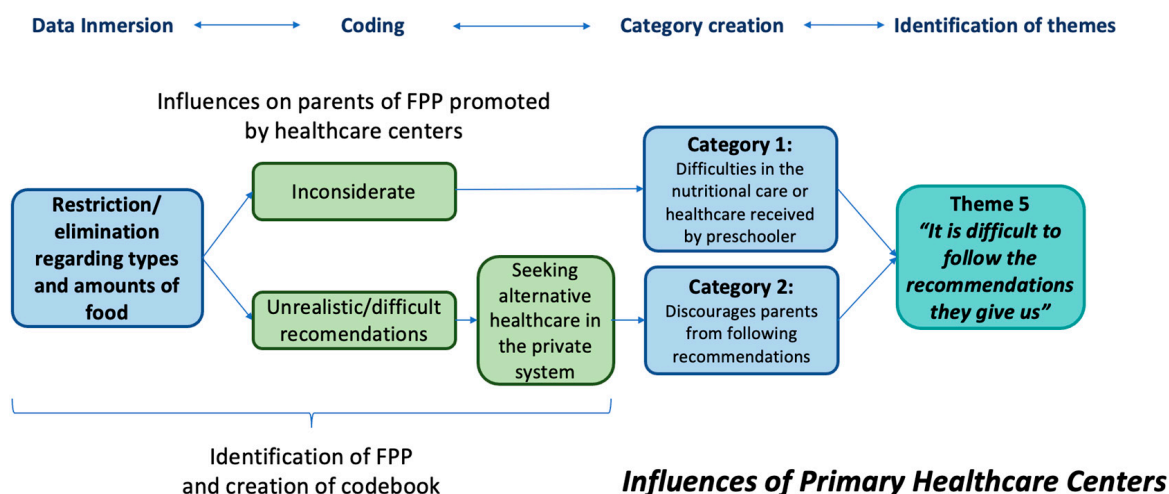 Data Inmersion
Coding
Category creation
Identification of themes
Influences on parents of FPP promoted
by healthcare centers
Restriction/
elimination
regarding types
and amounts of
food
Inconsiderate
Unrealistic/difficult
recomendations
Seeking
alternative
healthcare in
the private
system
Category 1:
Difficulties in the
nutritional care or
healthcare received
by preschooler
Category 2:
Discourages parents
from following
recommendations
Theme 5
“It is difficult to
follow the
recommendations
they give us”
Identification of FPP
and creation of codebook
Influences of Primary Healthcare Centers